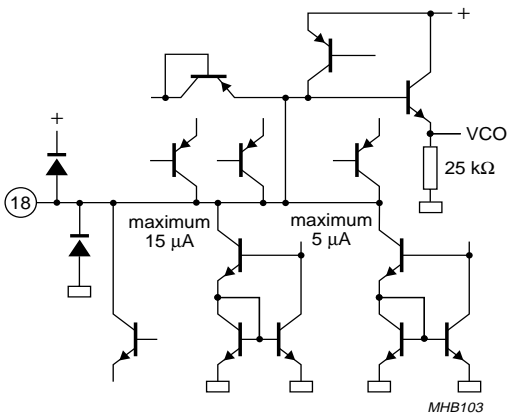 +
VCO
+
25 kΩ
18
maximum
15 μA
maximum
5 μA
MHB103